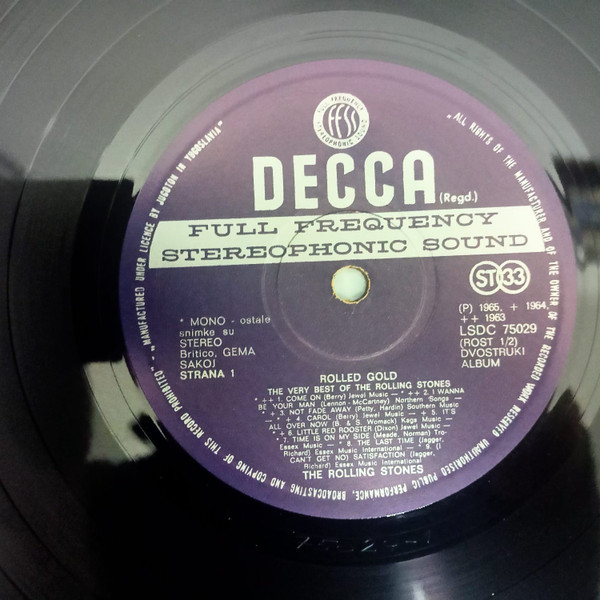 FULL FREQUENCY STEREOPHONIC SOUND
FFSS
DECCA (Regd.)
FULL FREQUENCY
STEREOPHONIC SOUND
ST 33
* MONO - ostale
snimke su
STEREO
Britico, GEMA
SAKOJ
STRANA 1
(P) 1965, + 1964,
+ + 1963
LSDC 75029
(ROST 1/2)
DVOSTRUKI
ALBUM
ROLLED GOLD
THE VERY BEST OF THE ROLLING STONES
* + + 1. COME ON (Berry) Jewel Music — * + + 2. I WANNA
BE YOUR MAN (Lennon - McCartney) Northern Songs —
* + 3. NOT FADE AWAY (Petty, Hardin) Southern Music
* + + 4. CAROL (Berry) Jewel Music — + 5. IT'S
ALL OVER NOW (B. & S. Womack) Kags Music —
* + 6. LITTLE RED ROOSTER (Dixon) Jewel Music —
* 7. TIME IS ON MY SIDE (Meade, Norman) Tro-
Essex Music — * 8. THE LAST TIME (Jagger,
Richard) Essex Music International — * 9. (I
CAN'T GET NO) SATISFACTION (Jagger,
Richard) Essex Music International
THE ROLLING STONES
„ALL RIGHTS OF THE MANUFACTURER AND OF THE OWNER OF THE RECORDED WORK RESERVED UNAUTHORISED PUBLIC PERFORMANCE, BROADCASTING AND COPYING OF THIS RECORD PROHIBITED" - „MANUFACTURED UNDER LICENCE BY JUGOTON IN YUGOSLAVIA"